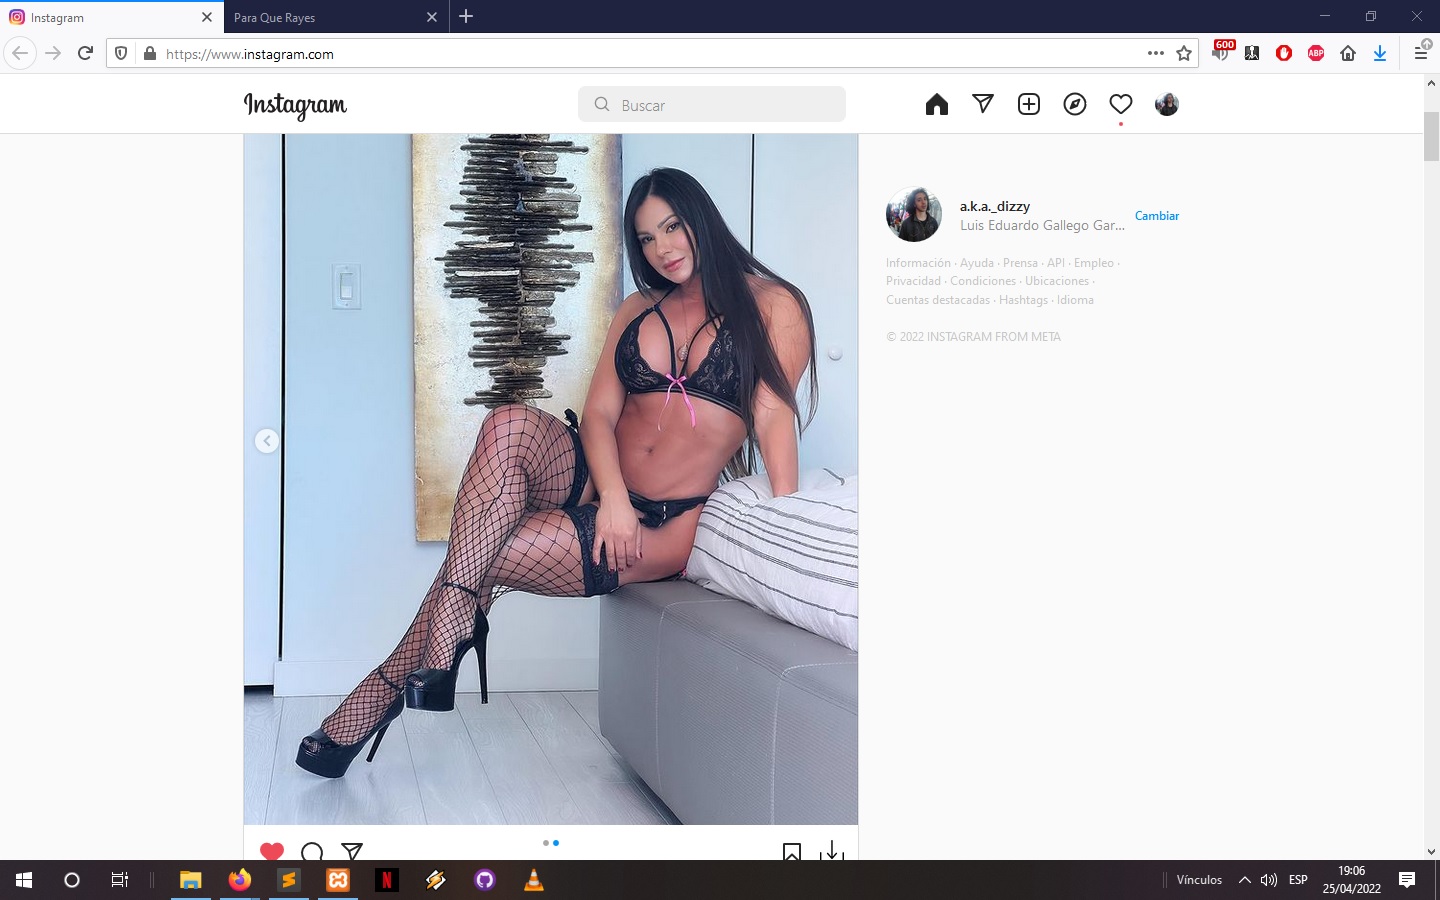 Instagram
Para Que Rayes
https://www.instagram.com
600
ABP
Instagram
Buscar
a.k.a._dizzy
Luis Eduardo Gallego Gar...
Cambiar
Información · Ayuda · Prensa · API · Empleo ·
Privacidad · Condiciones · Ubicaciones ·
Cuentas destacadas · Hashtags · Idioma
© 2022 INSTAGRAM FROM META
N
Vínculos
ESP
19:06
25/04/2022